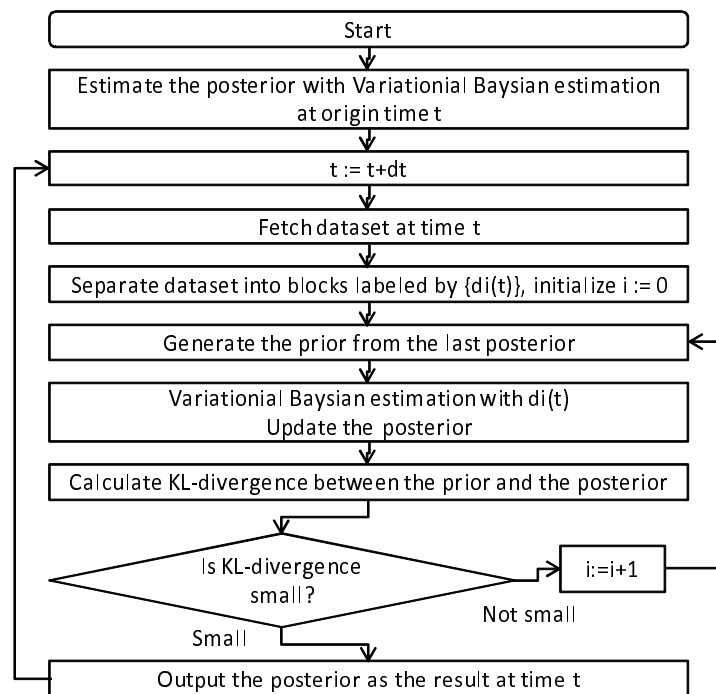 Start
Estimate the posterior with Variationial Baysian estimation
at origin time t
t := t+dt
Fetch dataset at time t
Separate dataset into blocks labeled by {di(t)}, initialize i := 0
Generate the prior from the last posterior
Variationial Baysian estimation with di(t)
Update the posterior
Calculate KL-divergence between the prior and the posterior
Is KL-divergence
small?
i:=i+1
Not small
Small
Output the posterior as the result at time t